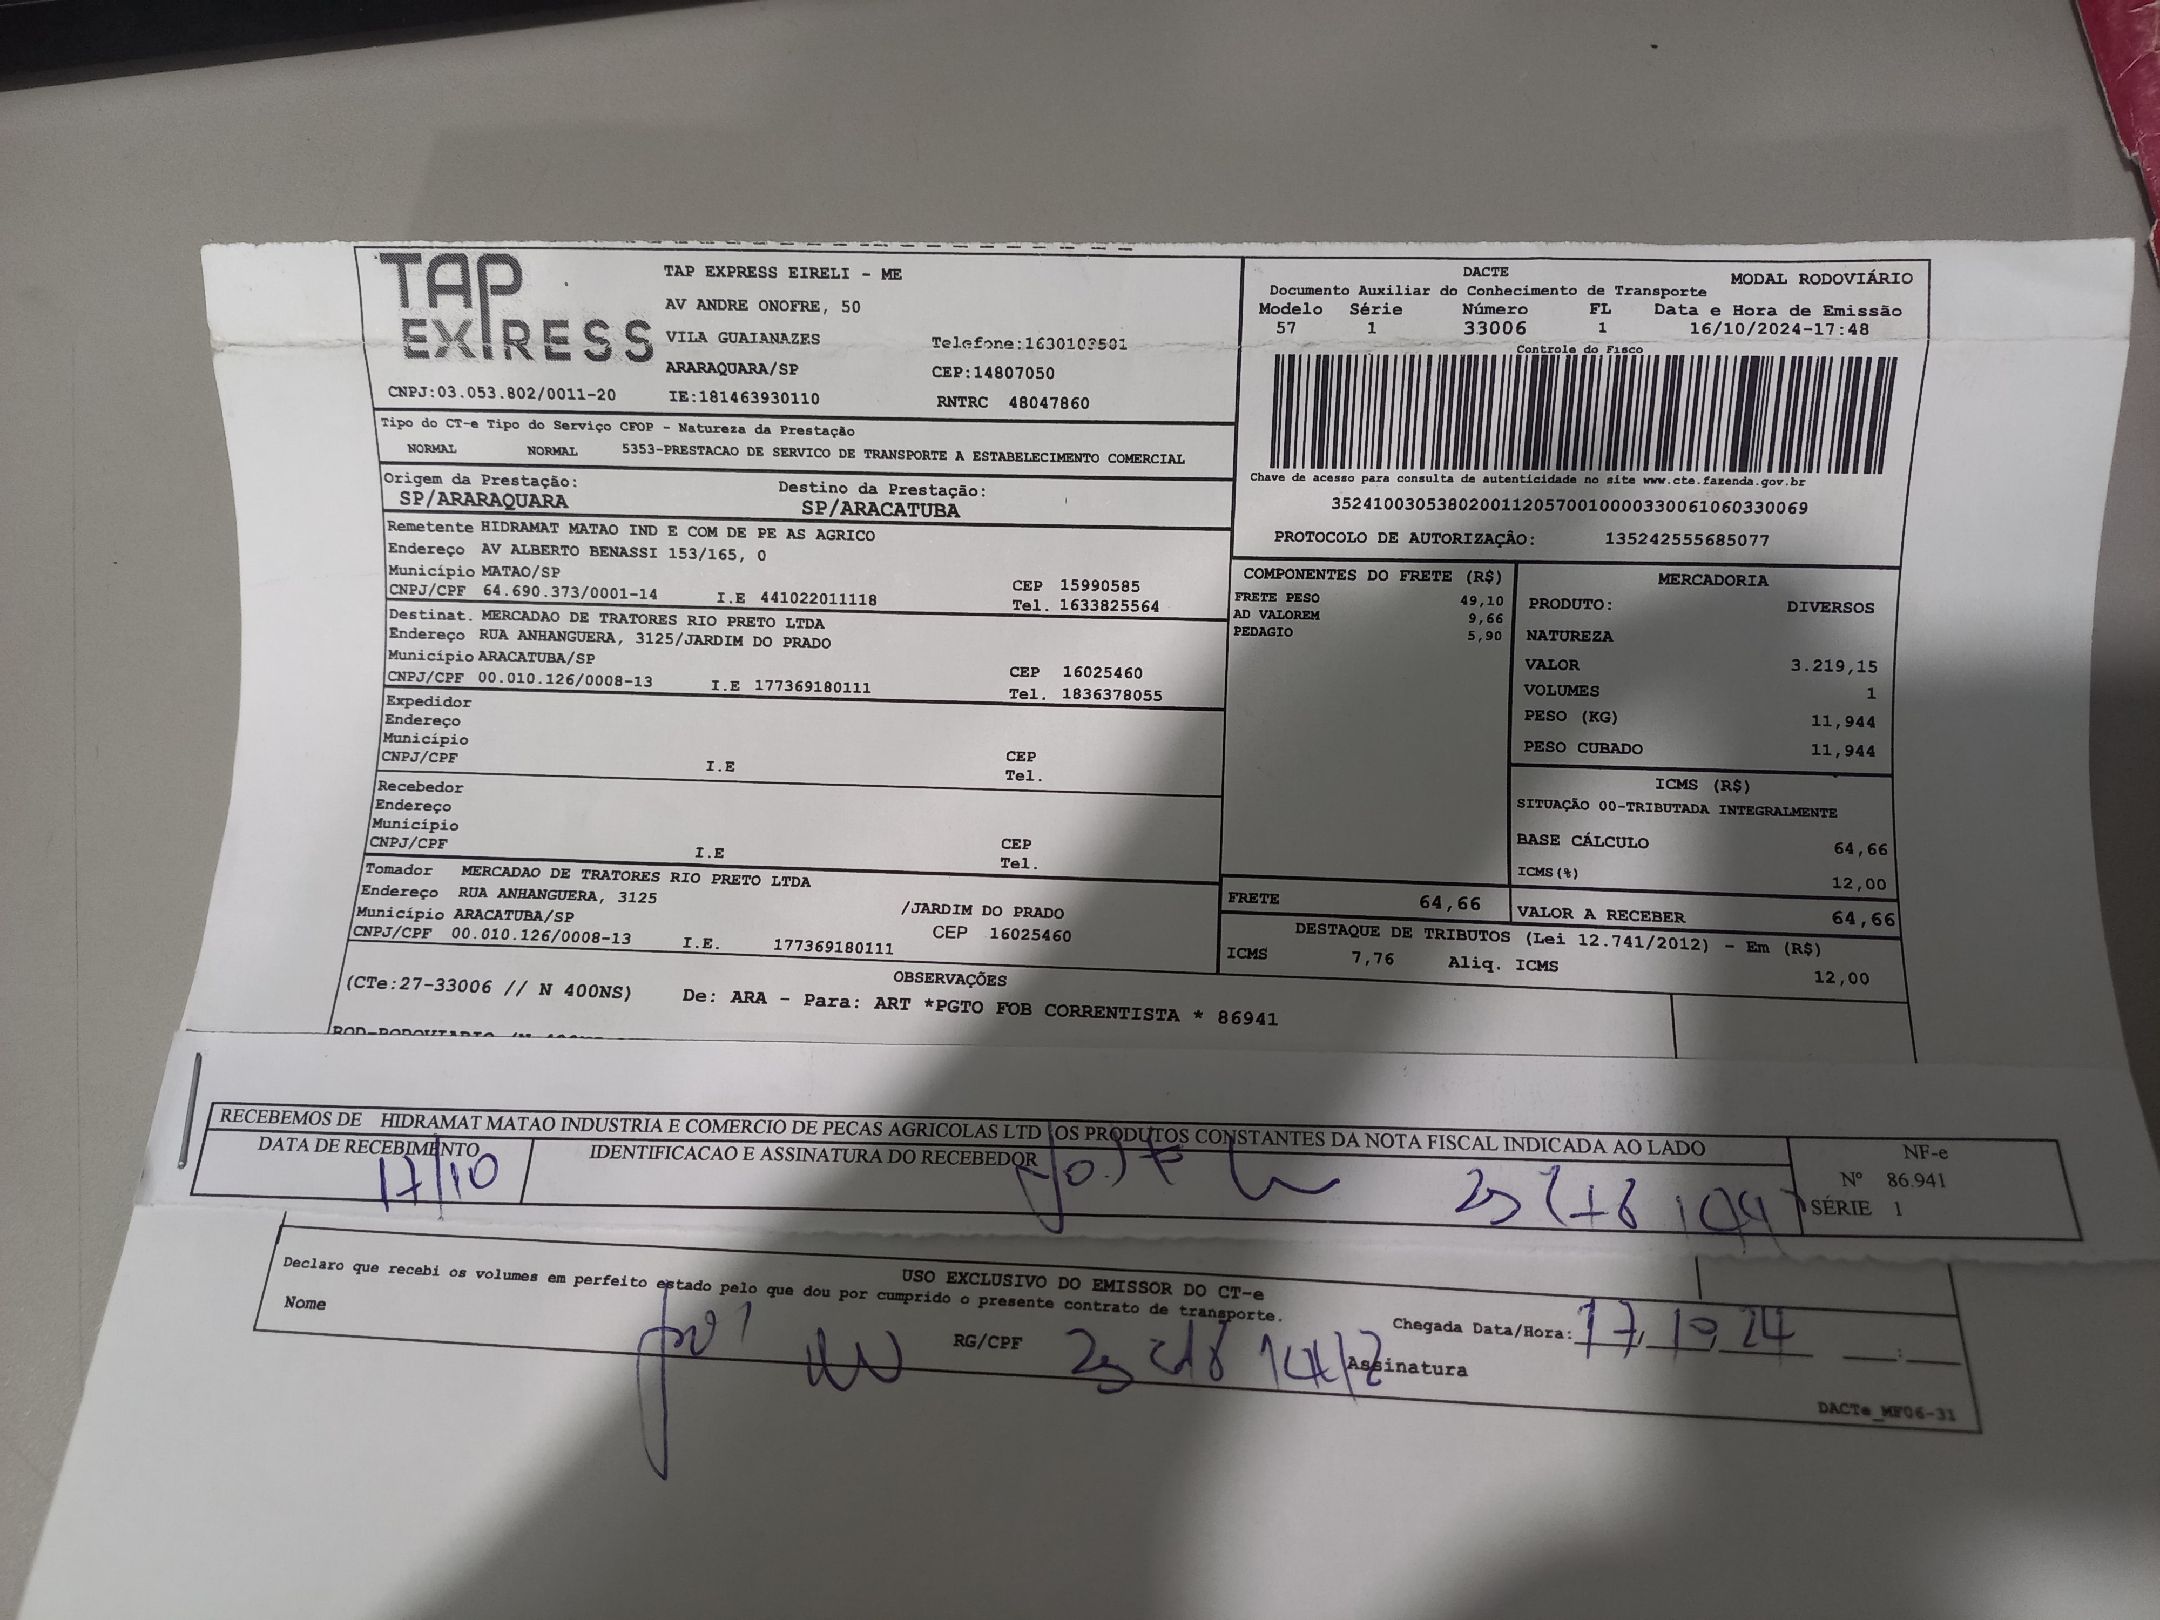 TAP EXPRESS
TAP EXPRESS EIRELI - ME
AV ANDRE ONOFRE, 50
VILA GUAIANAZES
Telefone:1630103501
ARARAQUARA/SP
CEP:14807050
CNPJ:03.053.802/0011-20
IE:181463930110
RNTRC 48047860
DACTE
MODAL RODOVIÁRIO
Documento Auxiliar do Conhecimento de Transporte
Modelo Série Número FL Data e Hora de Emissão
57 1 33006 1 16/10/2024-17:48
Controle do Fisco
Chave de acesso para consulta de autenticidade no site www.cte.fazenda.gov.br
35241003053802001120570010000330061060330069
PROTOCOLO DE AUTORIZAÇÃO: 135242555685077
Tipo do CT-e Tipo do Serviço CFOP - Natureza da Prestação
NORMAL NORMAL 5353-PRESTACAO DE SERVICO DE TRANSPORTE A ESTABELECIMENTO COMERCIAL
Origem da Prestação: Destino da Prestação:
SP/ARARAQUARA SP/ARACATUBA
Remetente HIDRAMAT MATAO IND E COM DE PE AS AGRICO
Endereço AV ALBERTO BENASSI 153/165, 0
Município MATAO/SP CEP 15990585
CNPJ/CPF 64.690.373/0001-14 I.E 441022011118 Tel. 1633825564
Destinat. MERCADAO DE TRATORES RIO PRETO LTDA
Endereço RUA ANHANGUERA, 3125/JARDIM DO PRADO
Município ARACATUBA/SP CEP 16025460
CNPJ/CPF 00.010.126/0008-13 I.E 177369180111 Tel. 1836378055
Expedidor
Endereço
Município CEP
CNPJ/CPF I.E Tel.
Recebedor
Endereço
Município CEP
CNPJ/CPF I.E Tel.
Tomador MERCADAO DE TRATORES RIO PRETO LTDA
Endereço RUA ANHANGUERA, 3125 /JARDIM DO PRADO
Município ARACATUBA/SP CEP 16025460
CNPJ/CPF 00.010.126/0008-13 I.E. 177369180111
COMPONENTES DO FRETE (R$)
FRETE PESO 49,10
AD VALOREM 9,66
PEDAGIO 5,90
MERCADORIA
PRODUTO: DIVERSOS
NATUREZA
VALOR 3.219,15
VOLUMES 1
PESO (KG) 11,944
PESO CUBADO 11,944
ICMS (R$)
SITUAÇÃO 00-TRIBUTADA INTEGRALMENTE
BASE CÁLCULO 64,66
ICMS(%) 12,00
FRETE 64,66
VALOR A RECEBER 64,66
DESTAQUE DE TRIBUTOS (Lei 12.741/2012) - Em (R$)
ICMS 7,76 Aliq. ICMS 12,00
OBSERVAÇÕES
(CTe:27-33006 // N 400NS) De: ARA - Para: ART *PGTO FOB CORRENTISTA * 86941
RECEBEMOS DE HIDRAMAT MATAO INDUSTRIA E COMERCIO DE PECAS AGRICOLAS LTD OS PRODUTOS CONSTANTES DA NOTA FISCAL INDICADA AO LADO
DATA DE RECEBIMENTO
17/10
IDENTIFICACAO E ASSINATURA DO RECEBEDOR
NF-e
Nº 86.941
SÉRIE 1
USO EXCLUSIVO DO EMISSOR DO CT-e
Declaro que recebi os volumes em perfeito estado pelo que dou por cumprido o presente contrato de transporte.
Nome
RG/CPF
Chegada Data/Hora: 17, 10, 24 __:__
Assinatura
DACTe_MF06-31